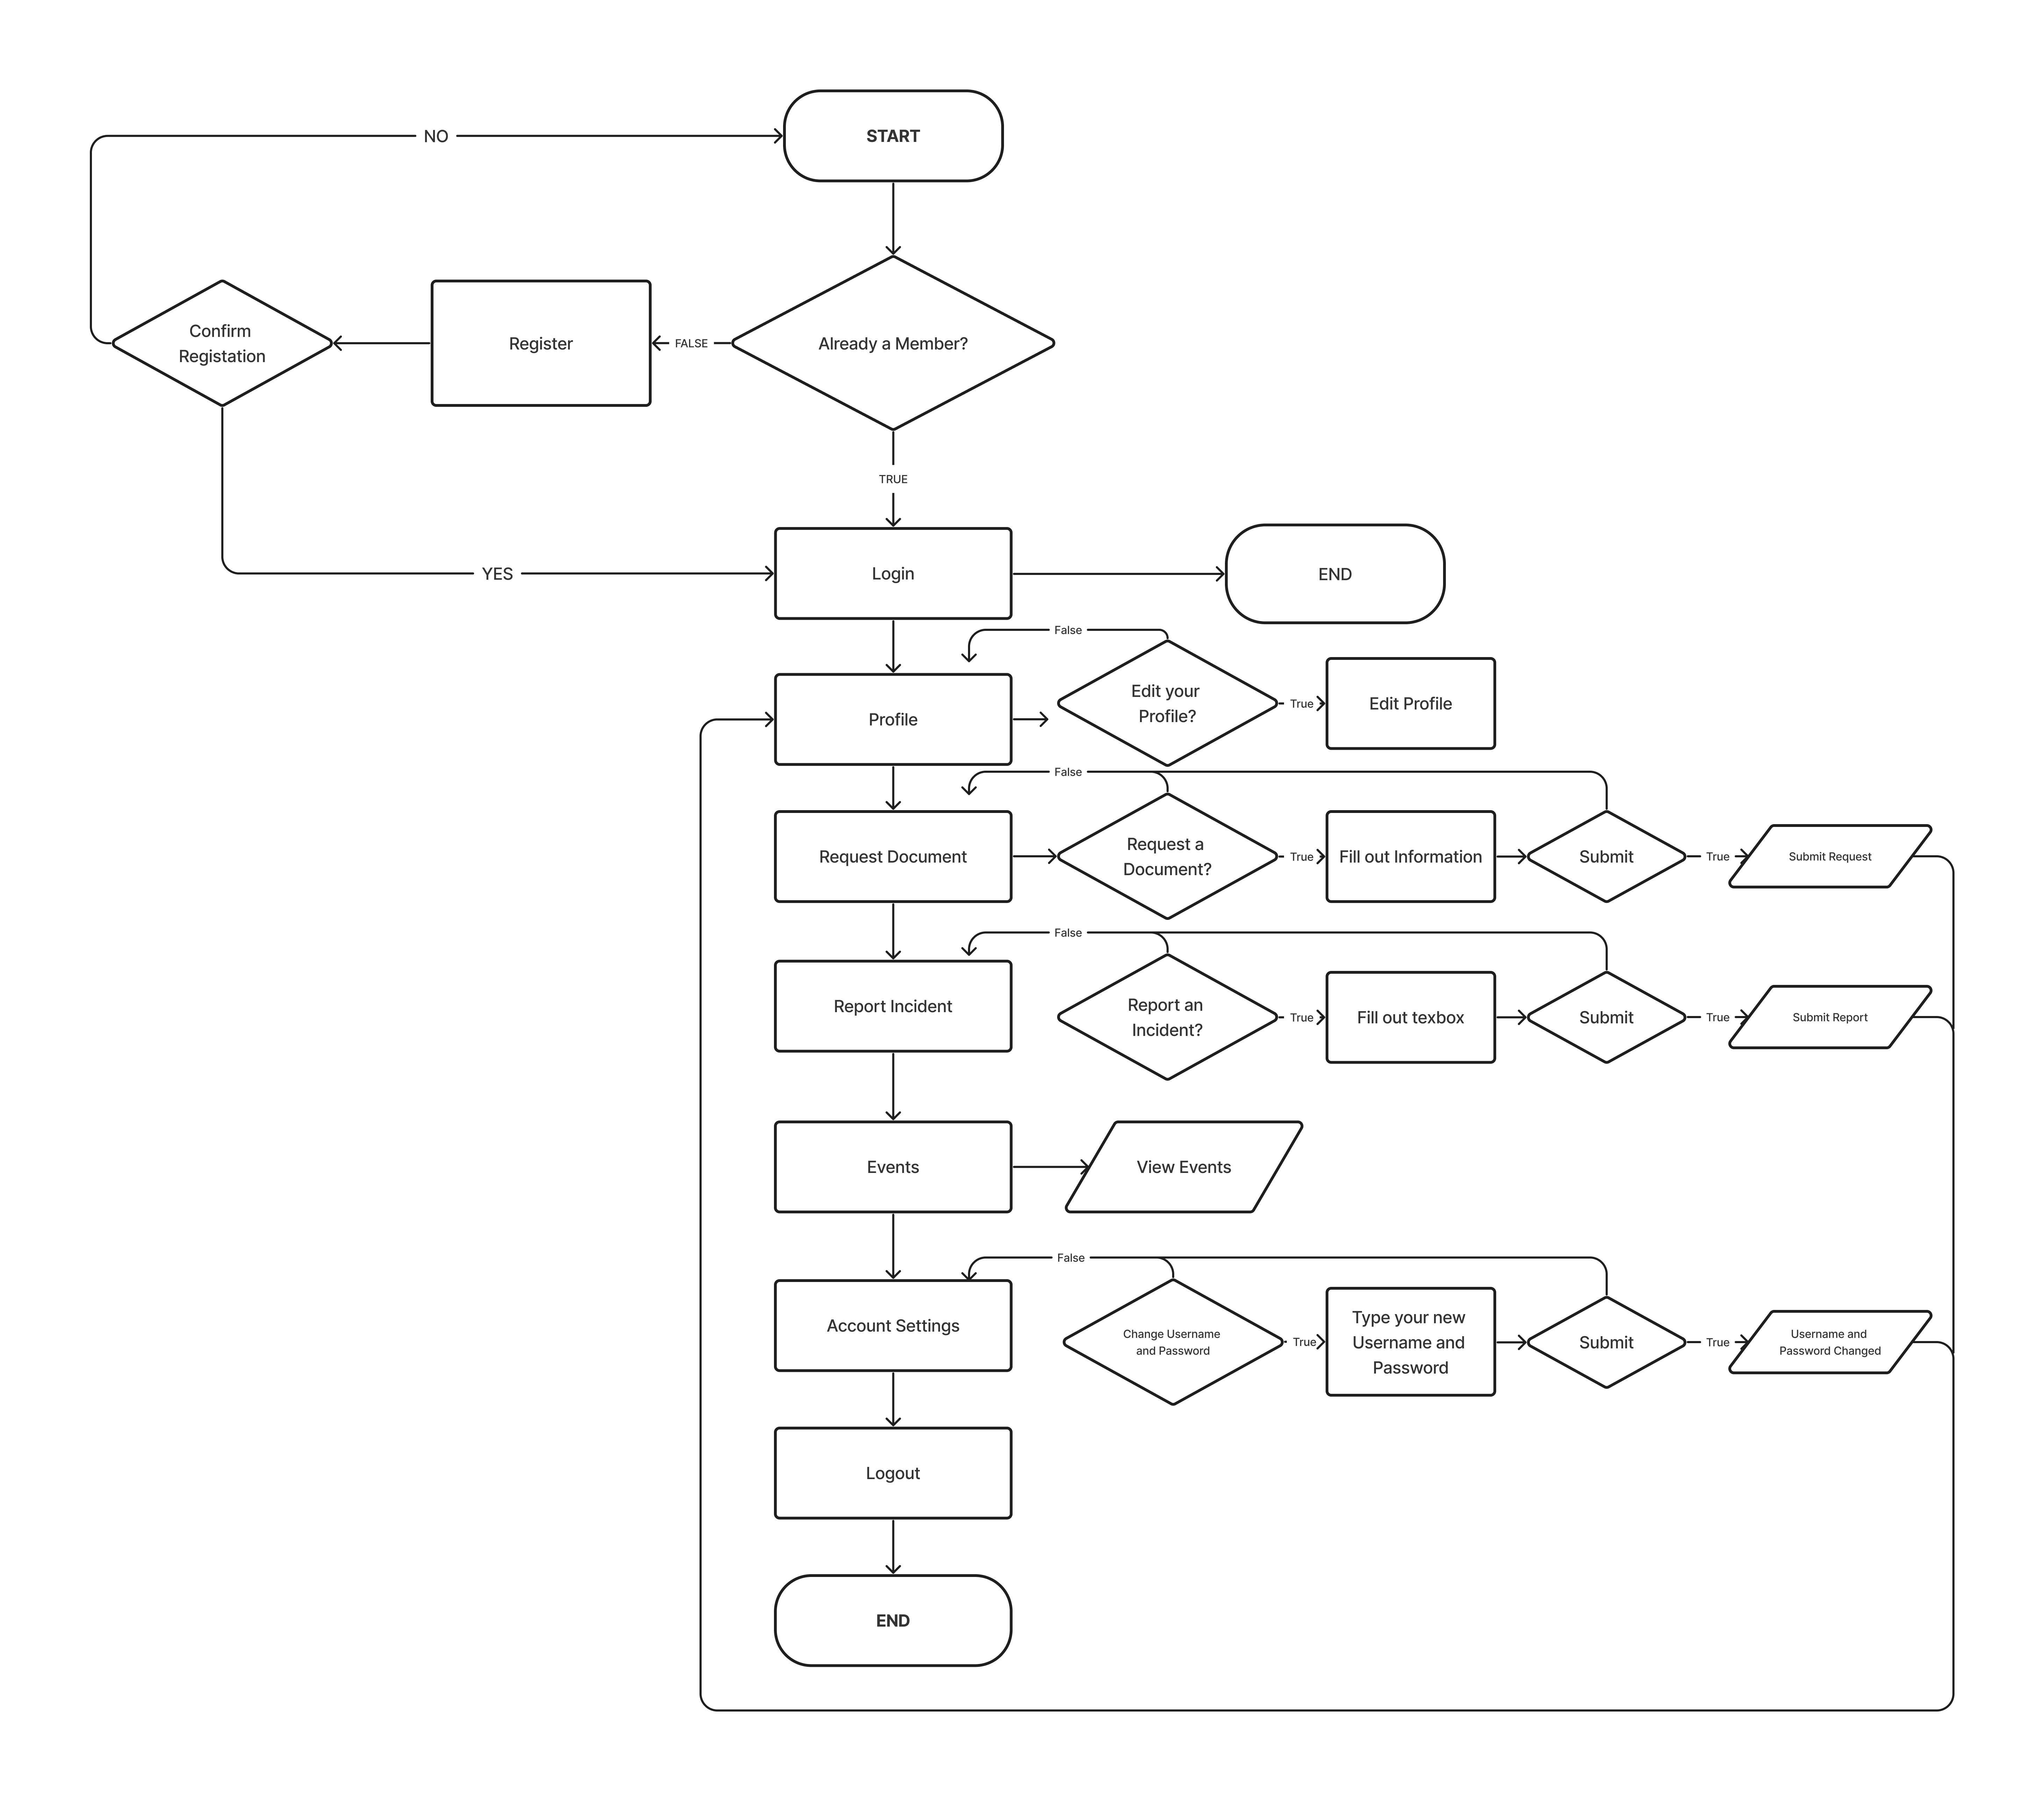 NO
START
Confirm
Registation
Register
FALSE
Already a Member?
TRUE
YES
Login
END
False
Profile
Edit your
Profile?
True
Edit Profile
False
Request Document
Request a
Document?
True
Fill out Information
Submit
True
Submit Request
False
Report Incident
Report an
Incident?
True
Fill out texbox
Submit
True
Submit Report
Events
View Events
False
Account Settings
Change Username
and Password
True
Type your new
Username and
Password
Submit
True
Username and
Password Changed
Logout
END